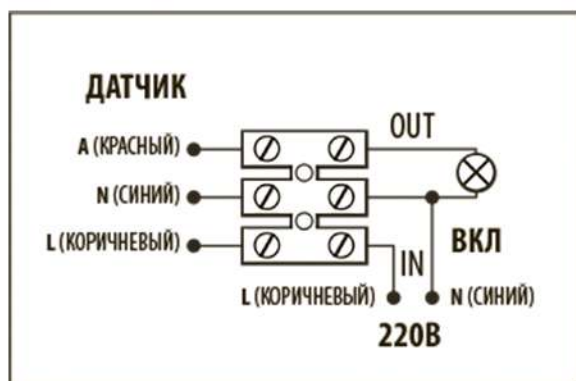 ДАТЧИК
OUT
А (КРАСНЫЙ)
N (СИНИЙ)
L (КОРИЧНЕВЫЙ)
IN
ВКЛ
L (КОРИЧНЕВЫЙ)
N (СИНИЙ)
220В